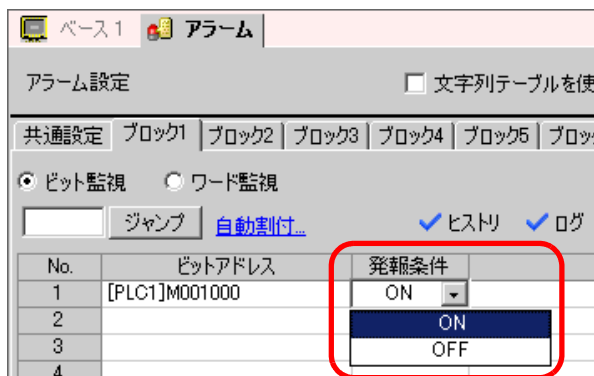 ベース1 アラーム
アラーム設定 文字列テーブルを使
共通設定 ブロック1 ブロック2 ブロック3 ブロック4 ブロック5 ブロッ
ビット監視 ワード監視
ジャンプ 自動割付... ヒストリ ログ
No. ビットアドレス 発報条件
1 [PLC1]M001000 ON
2 ON
3 OFF
4